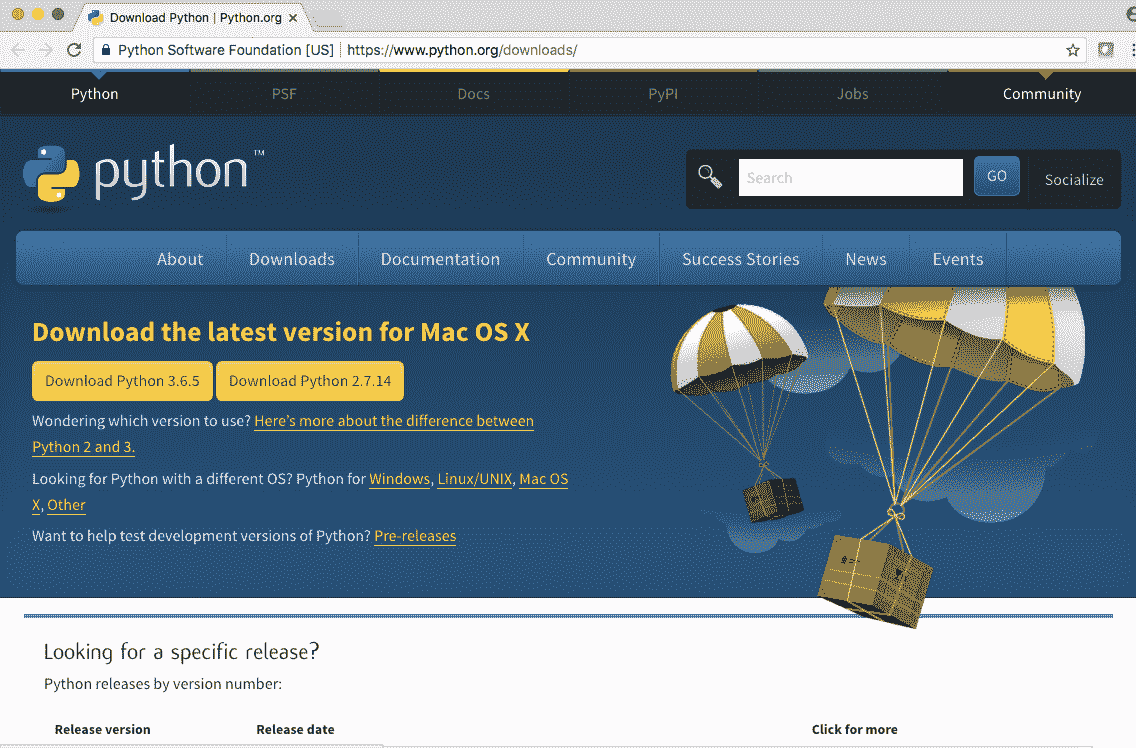 Download Python | Python.org
Python Software Foundation [US] | https://www.python.org/downloads/
Python PSF Docs PyPI Jobs Community
python™
Search GO Socialize
About Downloads Documentation Community Success Stories News Events
Download the latest version for Mac OS X
Download Python 3.6.5 Download Python 2.7.14
Wondering which version to use? Here's more about the difference between
Python 2 and 3.
Looking for Python with a different OS? Python for Windows, Linux/UNIX, Mac OS
X, Other
Want to help test development versions of Python? Pre-releases
Looking for a specific release?
Python releases by version number:
Release version Release date Click for more